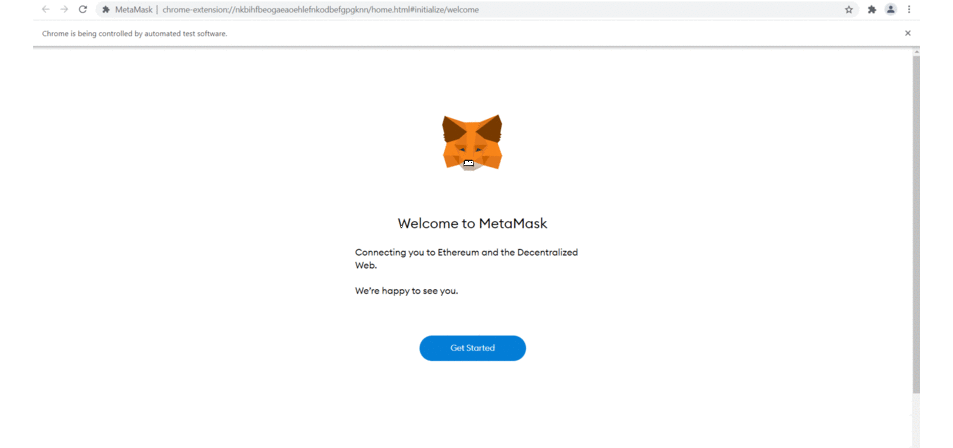 MetaMask | chrome-extension://nkbihfbeogaeaoehlefnkodbefgpgknn/home.html#initialize/welcome
Chrome is being controlled by automated test software.
Welcome to MetaMask
Connecting you to Ethereum and the Decentralized
Web.
We're happy to see you.
Get Started